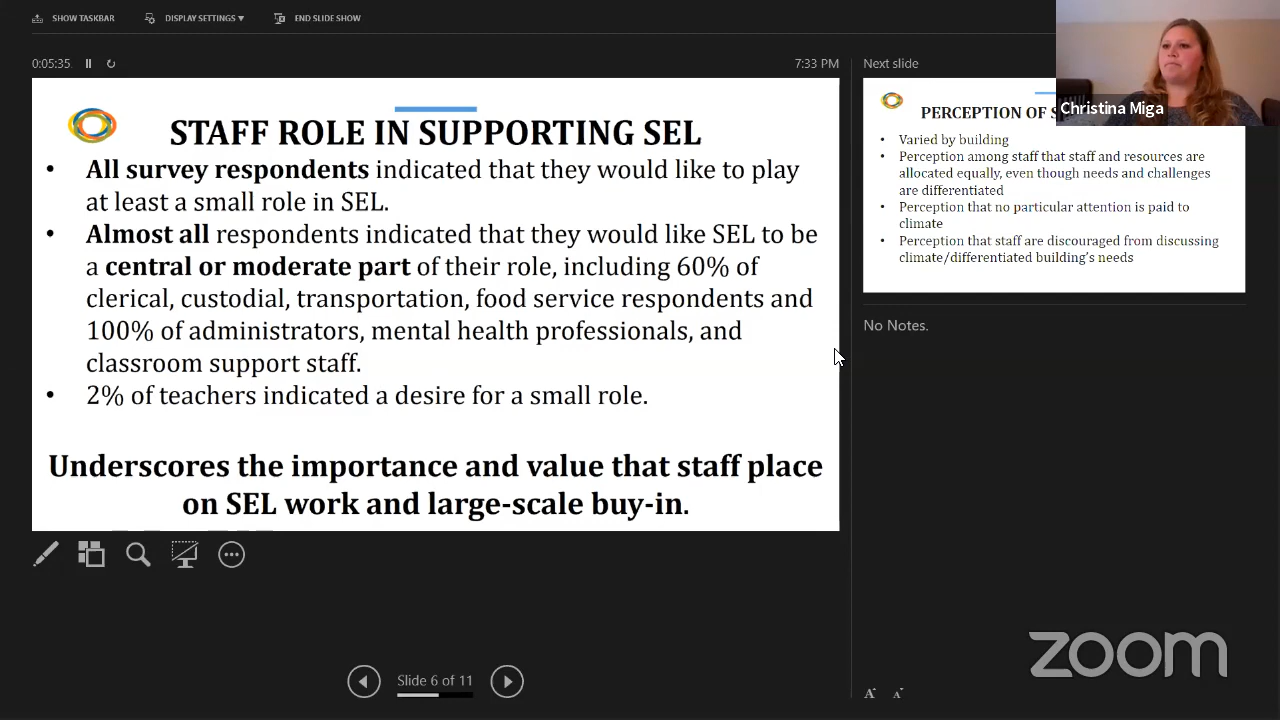 SHOW TASKBAR
DISPLAY SETTINGS ▼
END SLIDE SHOW
0:05:35
7:33 PM
STAFF ROLE IN SUPPORTING SEL
• All survey respondents indicated that they would like to play
at least a small role in SEL.
• Almost all respondents indicated that they would like SEL to be
a central or moderate part of their role, including 60% of
clerical, custodial, transportation, food service respondents and
100% of administrators, mental health professionals, and
classroom support staff.
• 2% of teachers indicated a desire for a small role.
Underscores the importance and value that staff place
on SEL work and large-scale buy-in.
Slide 6 of 11
Next slide
Christina Miga
PERCEPTION OF
• Varied by building
• Perception among staff that staff and resources are
allocated equally, even though needs and challenges
are differentiated
• Perception that no particular attention is paid to
climate
• Perception that staff are discouraged from discussing
climate/differentiated building's needs
No Notes.
zoom
A A